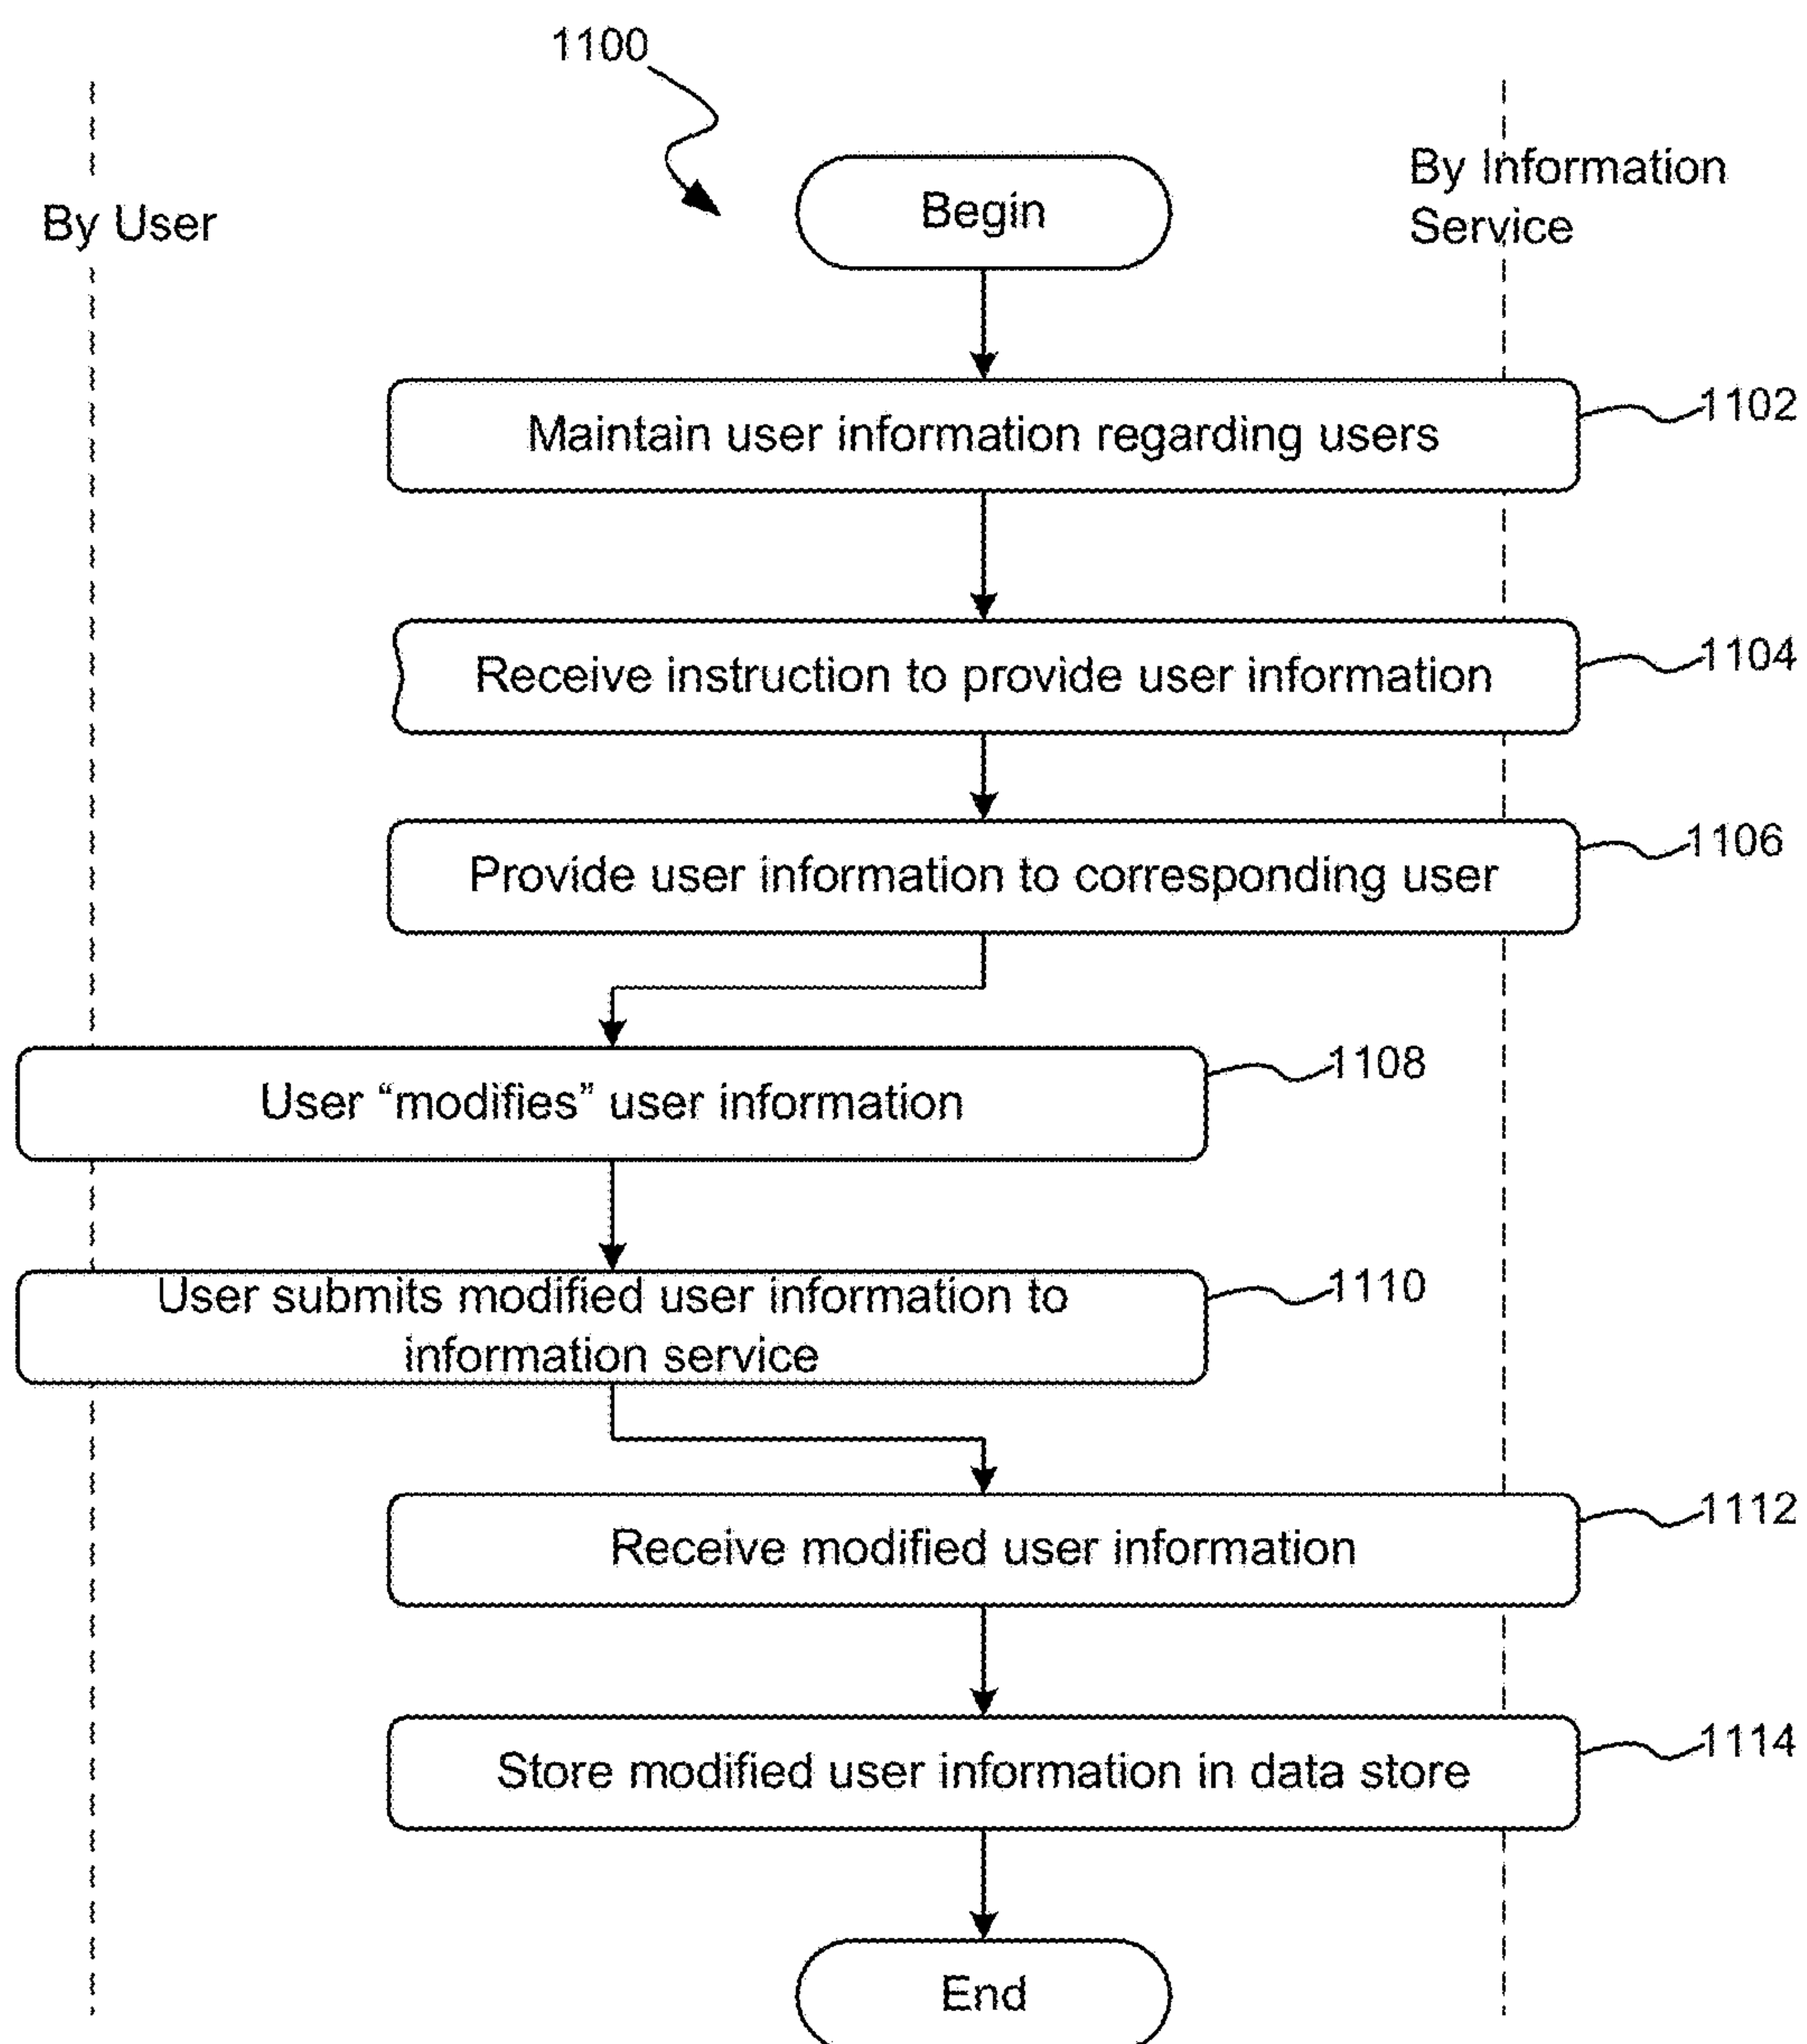 1100
By User
Begin
By Information
Service
Maintain user information regarding users
1102
Receive instruction to provide user information
1104
Provide user information to corresponding user
1106
User “modifies” user information
1108
User submits modified user information to
information service
1110
Receive modified user information
1112
Store modified user information in data store
1114
End